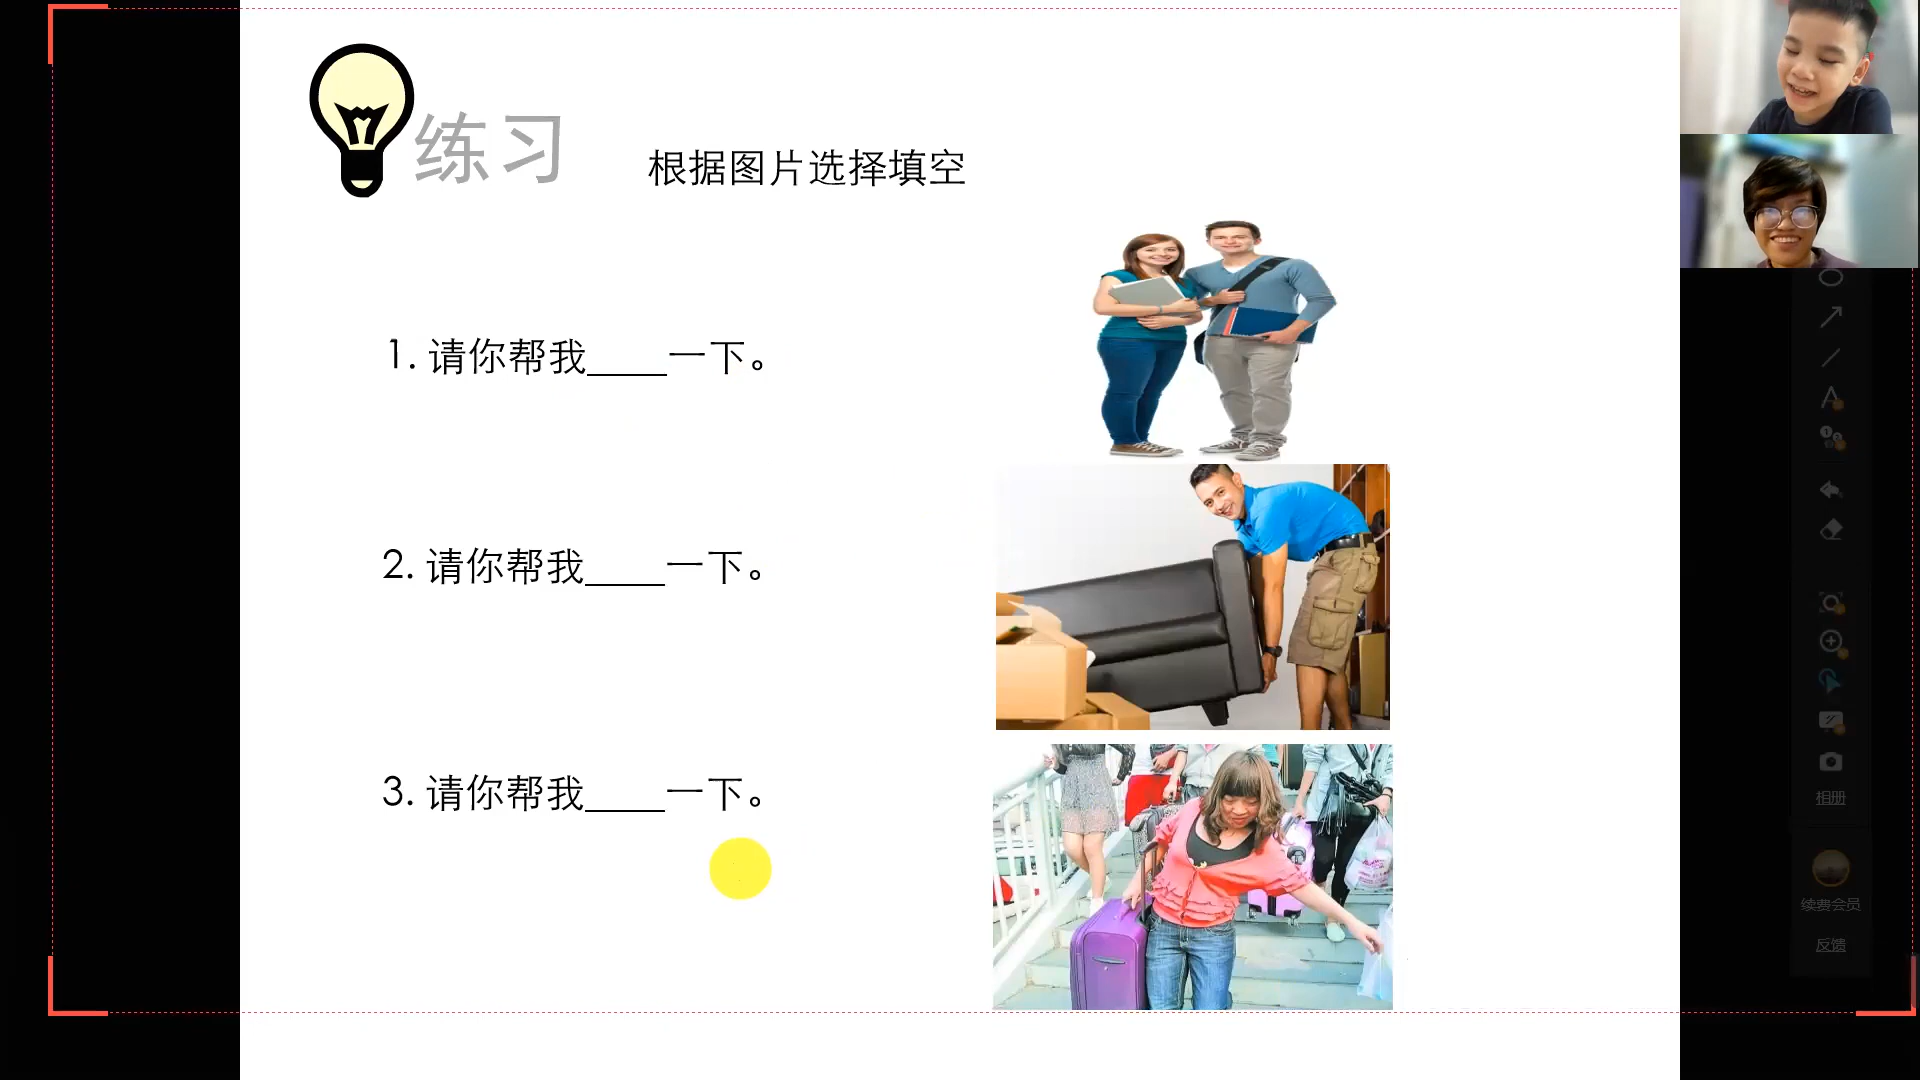 练习
根据图片选择填空
1. 请你帮我____一下。
2. 请你帮我____一下。
3. 请你帮我____一下。
相册
续费会员
反馈